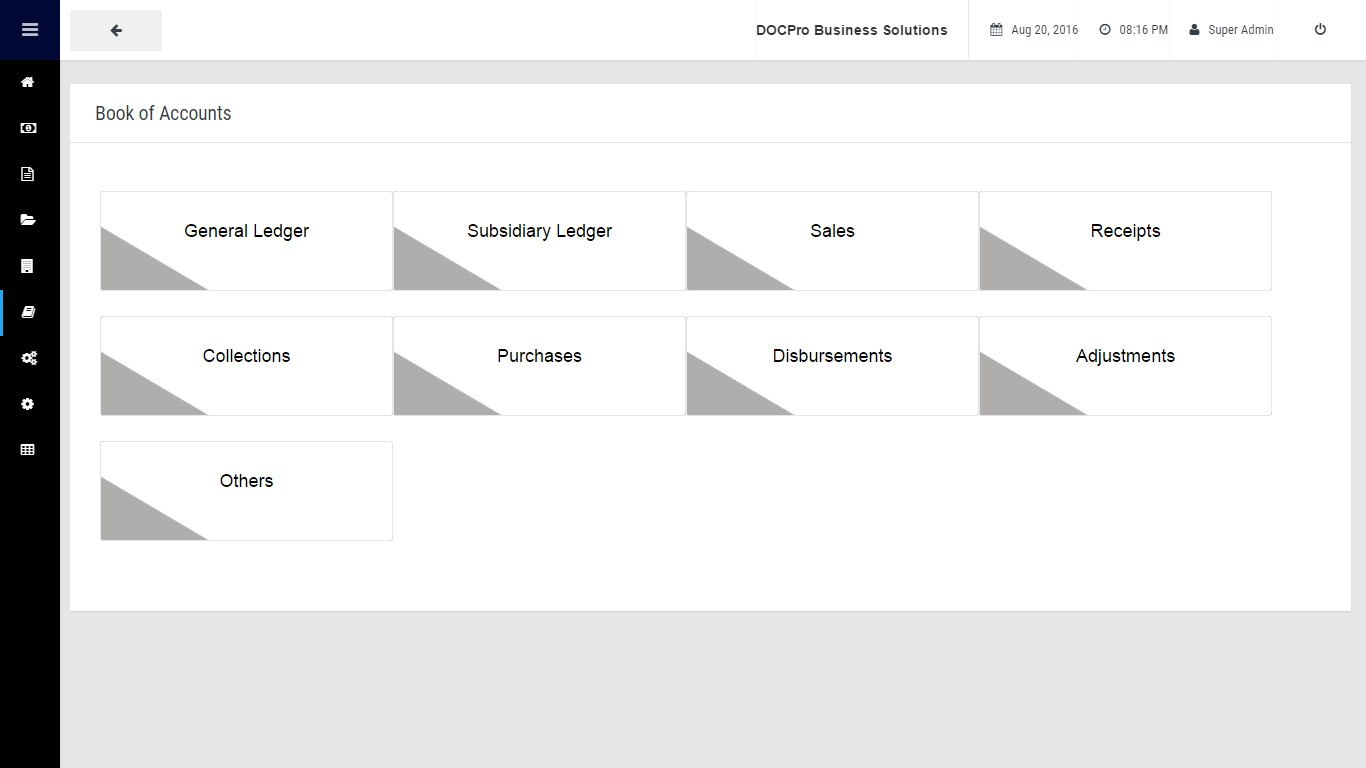 DOCPro Business Solutions Aug 20, 2016 08:16 PM Super Admin
Book of Accounts
General Ledger Subsidiary Ledger Sales Receipts
Collections Purchases Disbursements Adjustments
Others